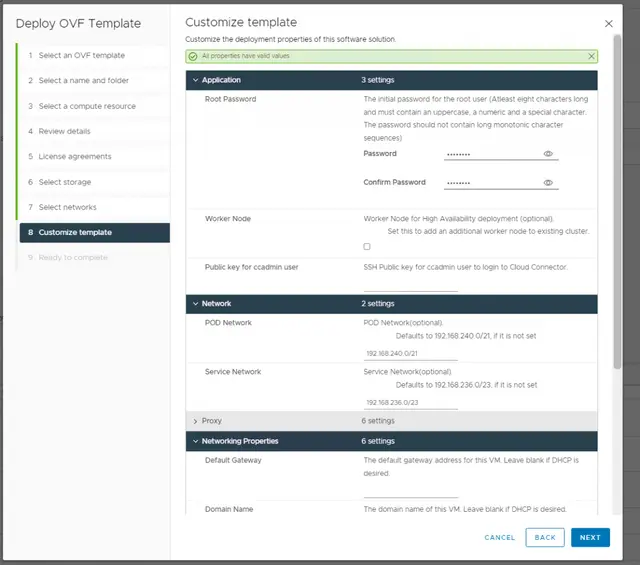 Deploy OVF Template
1 Select an OVF template
2 Select a name and folder
3 Select a compute resource
4 Review details
5 License agreements
6 Select storage
7 Select networks
8 Customize template
9 Ready to complete
Customize template
Customize the deployment properties of this software solution.
All properties have valid values
Application 3 settings
Root Password The initial password for the root user (Atleast eight characters long
and must contain an uppercase, a numeric and a special character.
The password should not contain long monotonic character
sequences)
Password ••••••••
Confirm Password ••••••••
Worker Node Worker Node for High Availability deployment (optional).
Set this to add an additional worker node to existing cluster.
Public key for ccadmin user SSH Public key for ccadmin user to login to Cloud Connector.
Network 2 settings
POD Network POD Network(optional).
Defaults to 192.168.240.0/21, if it is not set
192.168.240.0/21
Service Network Service Network(optional).
Defaults to 192.168.236.0/23, if it is not set
192.168.236.0/23
Proxy 6 settings
Networking Properties 6 settings
Default Gateway The default gateway address for this VM. Leave blank if DHCP is
desired.
Domain Name The domain name of this VM. Leave blank if DHCP is desired.
CANCEL BACK NEXT